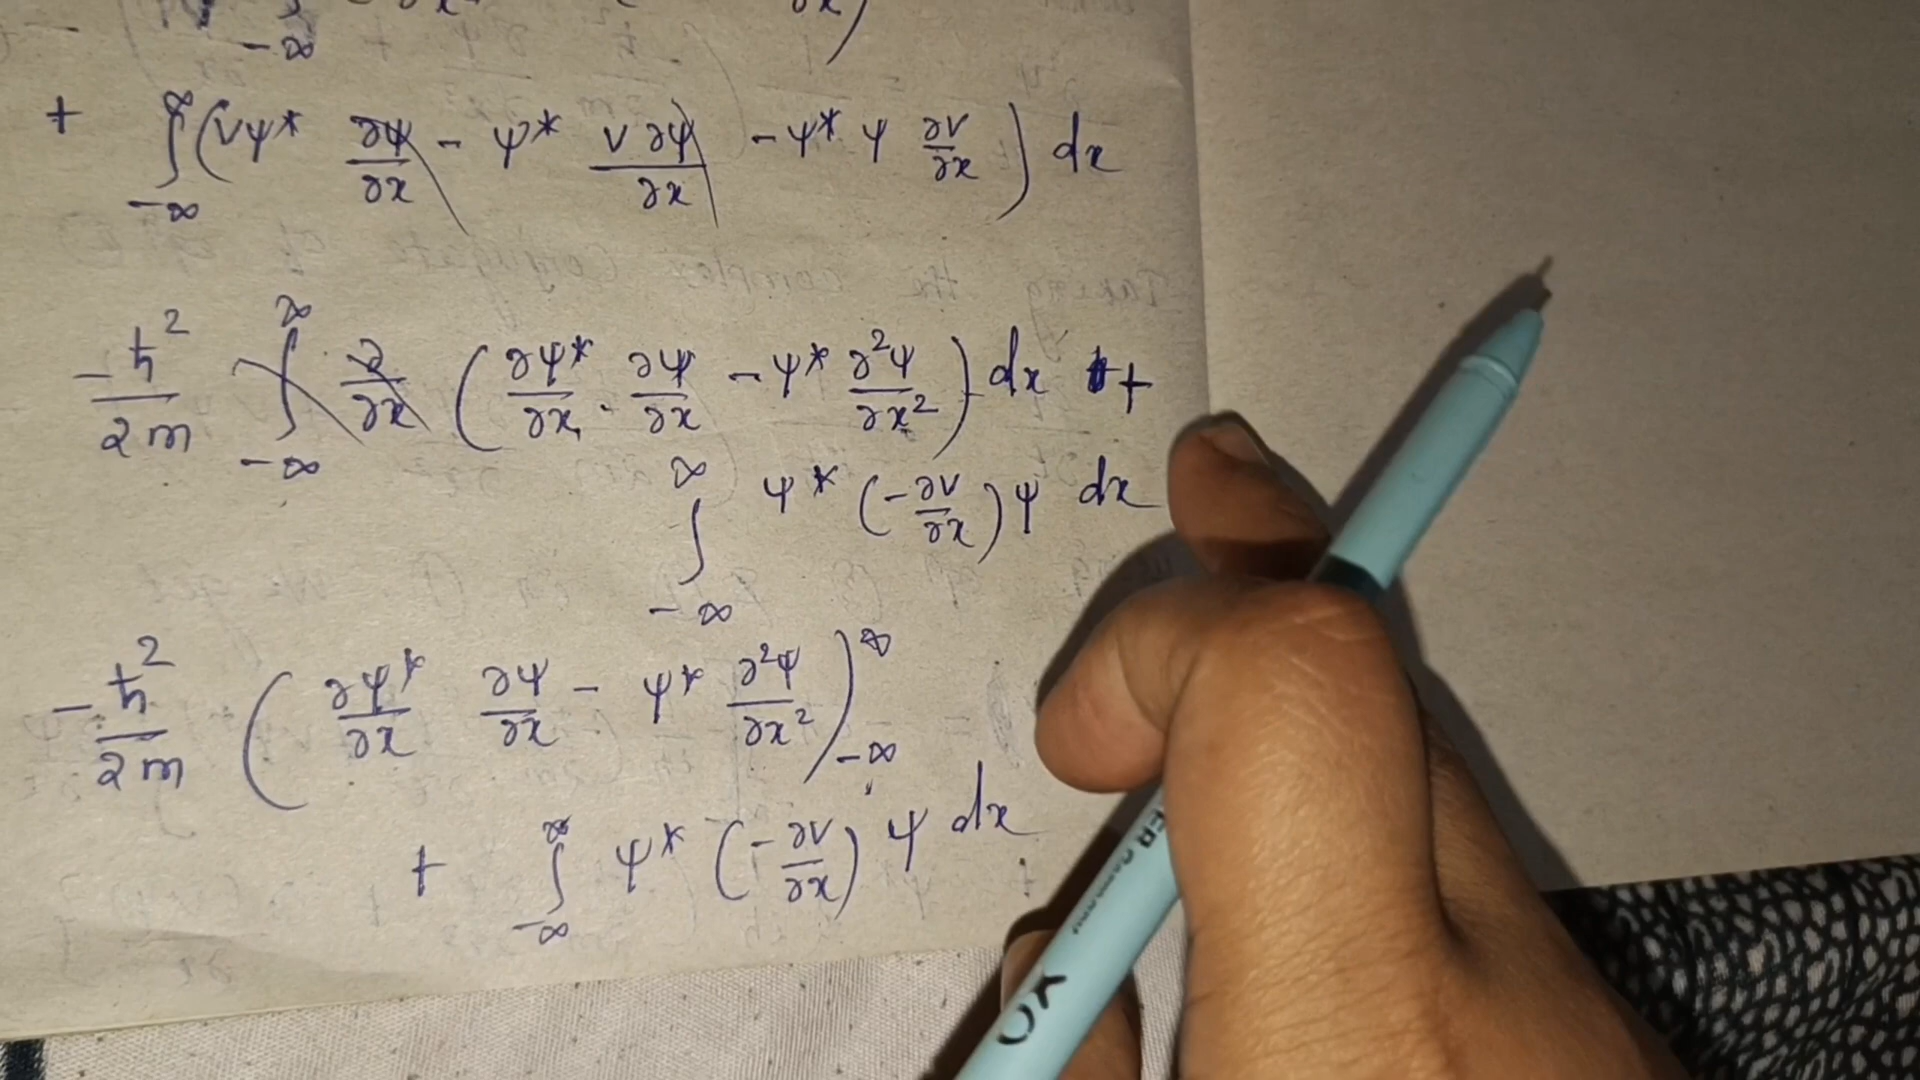 -∞ ∂x)
+ ∫_{-∞}^{∞} (Vψ* ∂ψ/∂x - ψ* V∂ψ/∂x - ψ* ψ ∂V/∂x) dx
-ħ²/2m ∫_{-∞}^{∞} ∂/∂x (∂ψ*/∂x · ∂ψ/∂x - ψ* ∂²ψ/∂x²) dx +
∫_{-∞}^{∞} ψ* (-∂V/∂x) ψ dx
-ħ²/2m (∂ψ*/∂x ∂ψ/∂x - ψ* ∂²ψ/∂x²)_{-∞}^{∞}
+ ∫_{-∞}^{∞} ψ* (-∂V/∂x) ψ dx